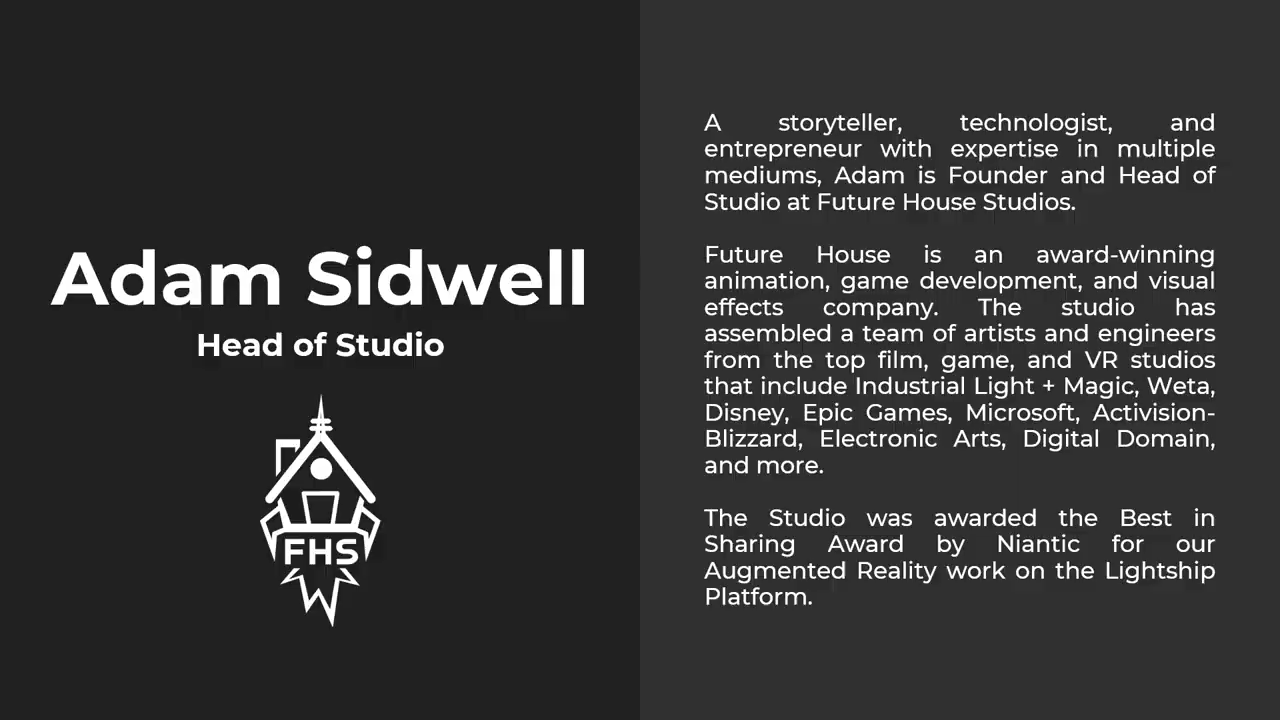 Adam Sidwell
Head of Studio
FHS
A storyteller, technologist, and
entrepreneur with expertise in multiple
mediums, Adam is Founder and Head of
Studio at Future House Studios.
Future House is an award-winning
animation, game development, and visual
effects company. The studio has
assembled a team of artists and engineers
from the top film, game, and VR studios
that include Industrial Light + Magic, Weta,
Disney, Epic Games, Microsoft, Activision-
Blizzard, Electronic Arts, Digital Domain,
and more.
The Studio was awarded the Best in
Sharing Award by Niantic for our
Augmented Reality work on the Lightship
Platform.